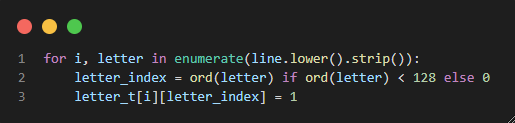 1 for i, letter in enumerate(line.lower().strip()):
2     letter_index = ord(letter) if ord(letter) < 128 else 0
3     letter_t[i][letter_index] = 1